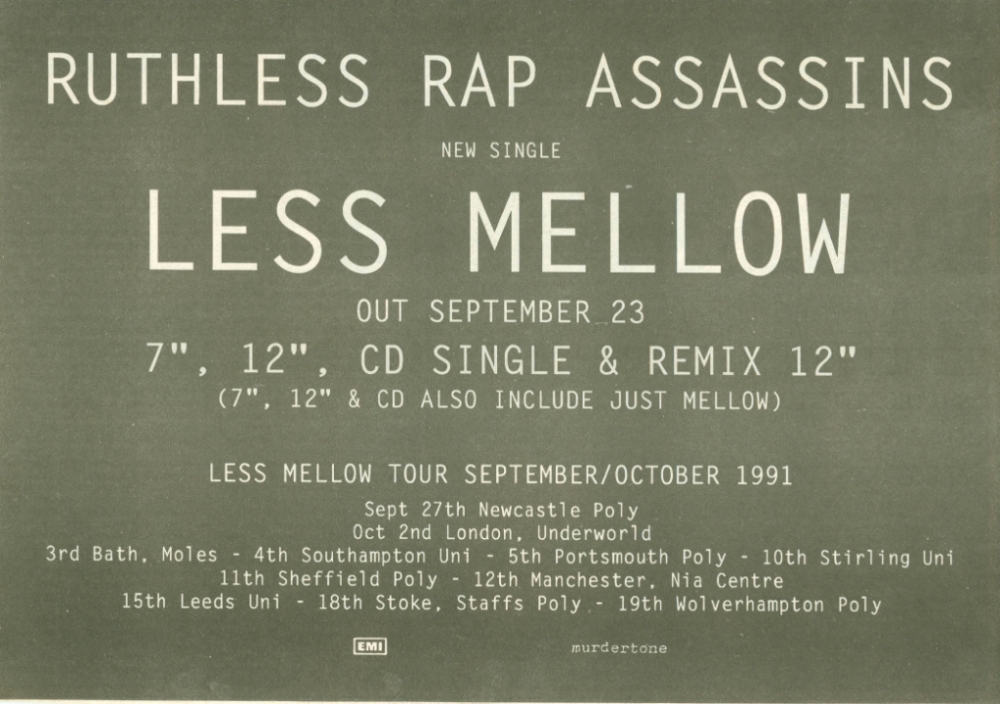 RUTHLESS RAP ASSASSINS
NEW SINGLE
LESS MELLOW
OUT SEPTEMBER 23
7", 12", CD SINGLE & REMIX 12"
(7", 12" & CD ALSO INCLUDE JUST MELLOW)
LESS MELLOW TOUR SEPTEMBER/OCTOBER 1991
Sept 27th Newcastle Poly
Oct 2nd London, Underworld
3rd Bath, Moles - 4th Southampton Uni - 5th Portsmouth Poly - 10th Stirling Uni
11th Sheffield Poly - 12th Manchester, Nia Centre
15th Leeds Uni - 18th Stoke, Staffs Poly - 19th Wolverhampton Poly
EMI murdertone